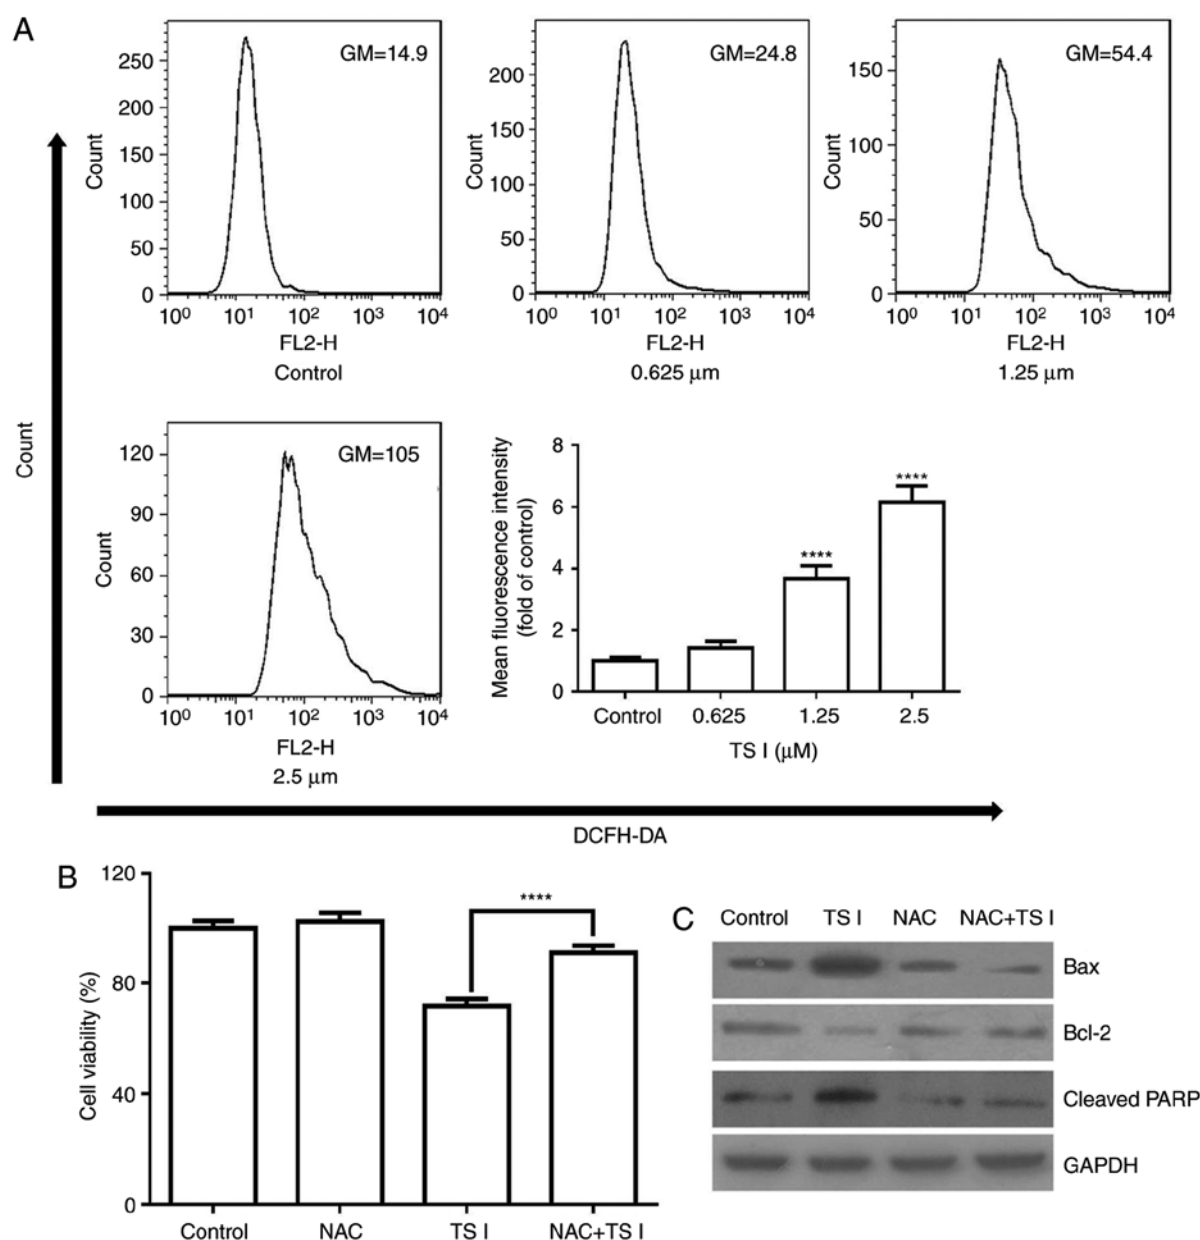 A
GM=14.9
250
200
150
100
50
0
Count
10⁰ 10¹ 10² 10³ 10⁴
FL2-H
Control
GM=24.8
200
150
100
50
0
Count
10⁰ 10¹ 10² 10³ 10⁴
FL2-H
0.625 μm
GM=54.4
150
100
50
0
Count
10⁰ 10¹ 10² 10³ 10⁴
FL2-H
1.25 μm
Count
GM=105
120
90
60
30
0
Count
10⁰ 10¹ 10² 10³ 10⁴
FL2-H
2.5 μm
Mean fluorescence intensity
(fold of control)
8
6
4
2
0
****
****
Control 0.625 1.25 2.5
TS I (μM)
DCFH-DA
B
Cell viability (%)
120
80
40
0
****
Control NAC TS I NAC+TS I
C
Control TS I NAC NAC+TS I
Bax
Bcl-2
Cleaved PARP
GAPDH